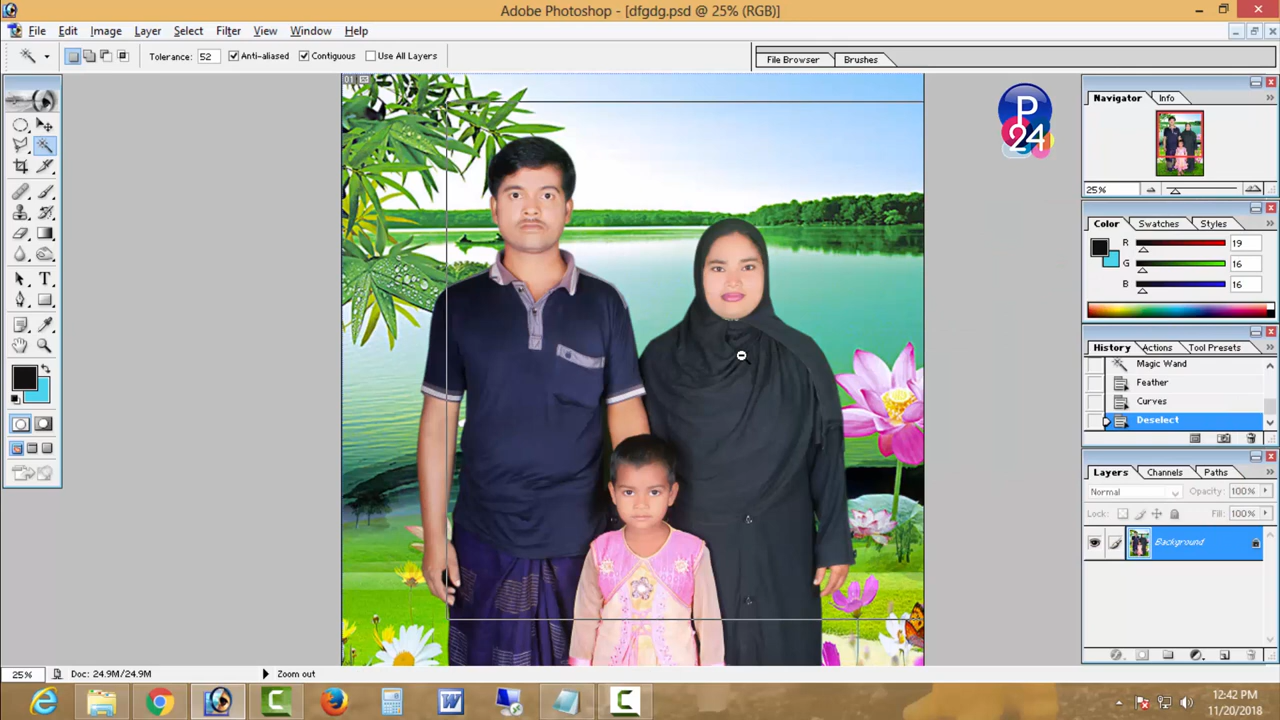 Adobe Photoshop - [dfgdg.psd @ 25% (RGB)]
File Edit Image Layer Select Filter View Window Help
Tolerance: 52 Anti-aliased Contiguous Use All Layers
File Browser Brushes
P
24
Navigator Info
25%
Color Swatches Styles
R 19
G 16
B 16
History Actions Tool Presets
Magic Wand
Feather
Curves
Deselect
Layers Channels Paths
Normal Opacity: 100%
Lock: Fill: 100%
Background
25% Doc: 24.9M/24.9M Zoom out
12:42 PM
11/20/2018